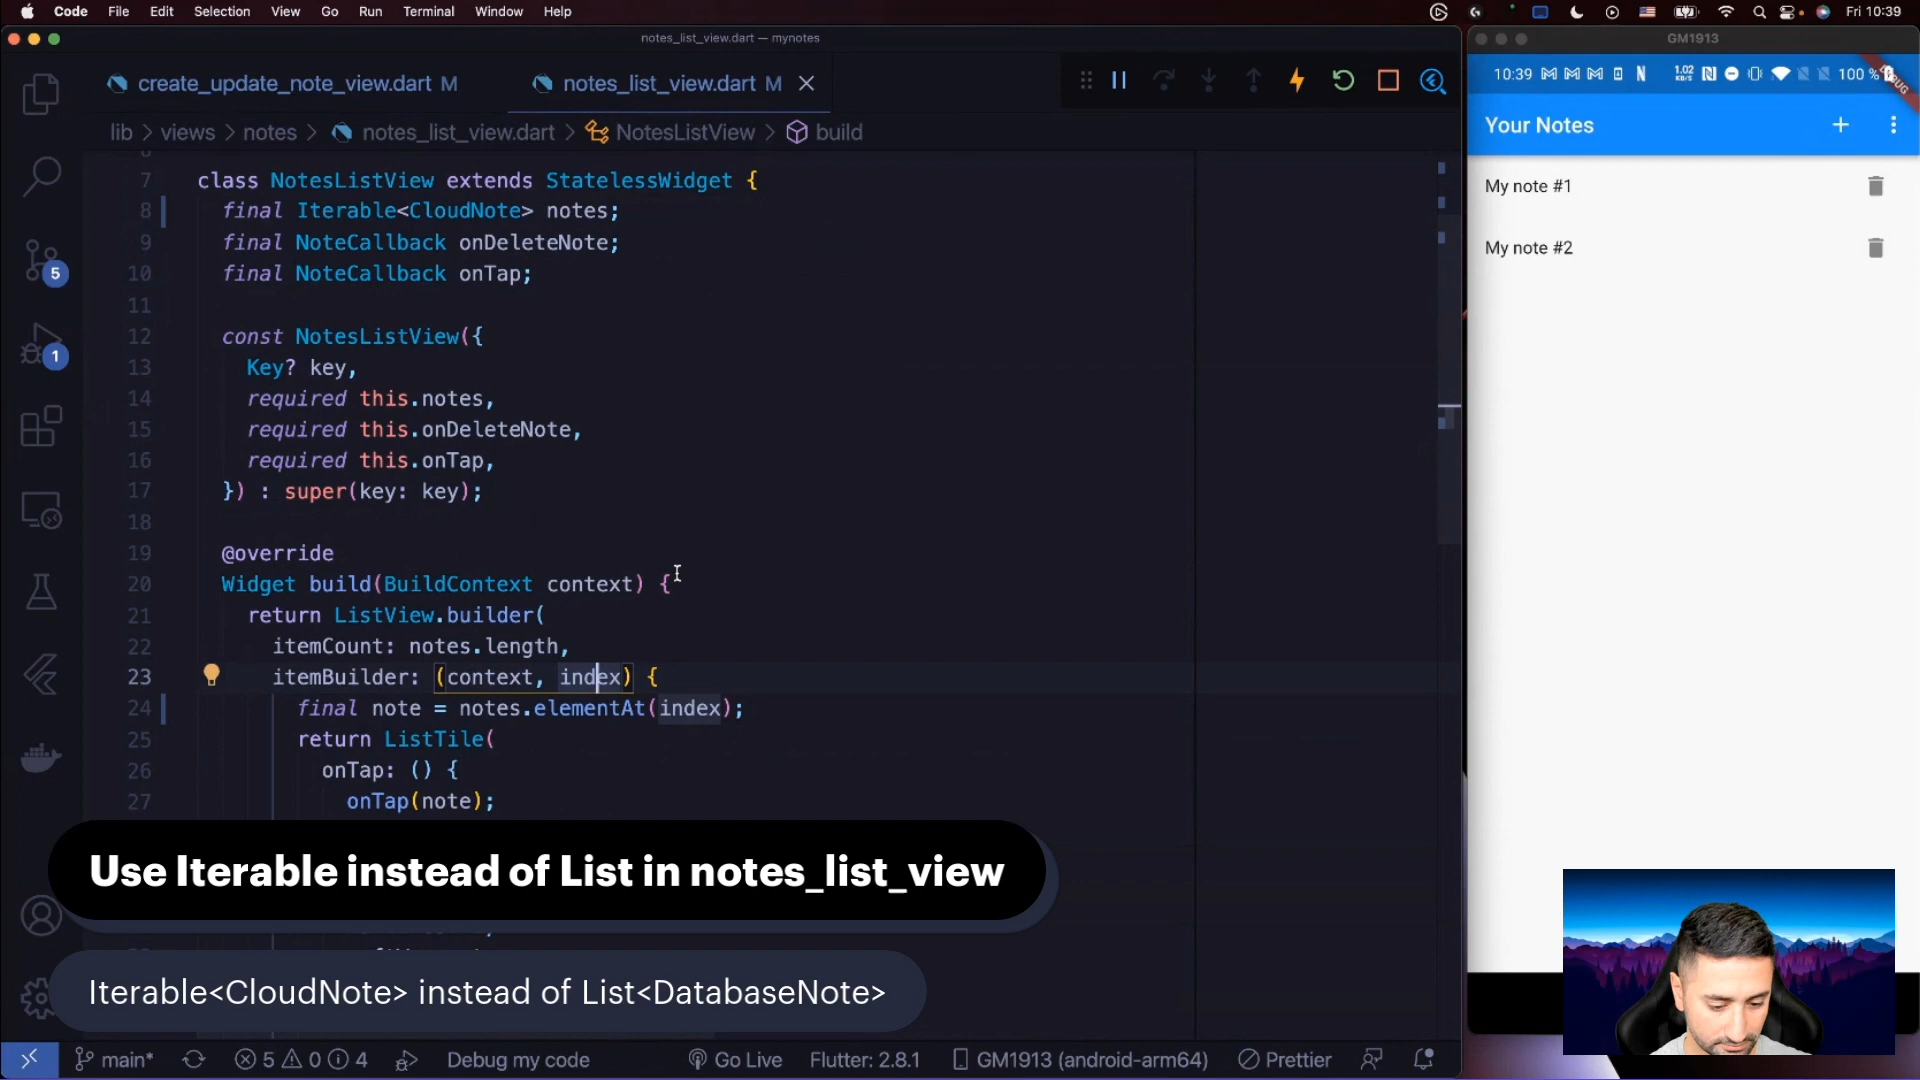 Code File Edit Selection View Go Run Terminal Window Help Fri 10:39
notes_list_view.dart — mynotes
GM1913
create_update_note_view.dart M
notes_list_view.dart M
lib > views > notes > notes_list_view.dart > NotesListView > build
7 class NotesListView extends StatelessWidget {
8 final Iterable<CloudNote> notes;
9 final NoteCallback onDeleteNote;
10 final NoteCallback onTap;
11
12 const NotesListView({
13 Key? key,
14 required this.notes,
15 required this.onDeleteNote,
16 required this.onTap,
17 }) : super(key: key);
18
19 @override
20 Widget build(BuildContext context) {
21 return ListView.builder(
22 itemCount: notes.length,
23 itemBuilder: (context, index) {
24 final note = notes.elementAt(index);
25 return ListTile(
26 onTap: () {
27 onTap(note);
5
1
Use Iterable instead of List in notes_list_view
Iterable<CloudNote> instead of List<DatabaseNote>
main* 5 0 4 Debug my code Go Live Flutter: 2.8.1 GM1913 (android-arm64) Prettier
10:39 1.02 KB/S 100 %
Your Notes
My note #1
My note #2